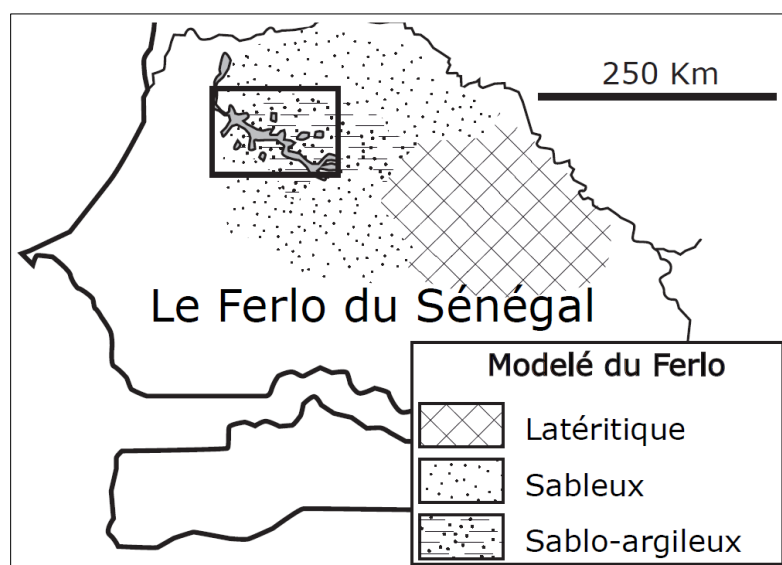 250 Km
Le Ferlo du Sénégal
Modelé du Ferlo
Latéritique
Sableux
Sablo-argileux